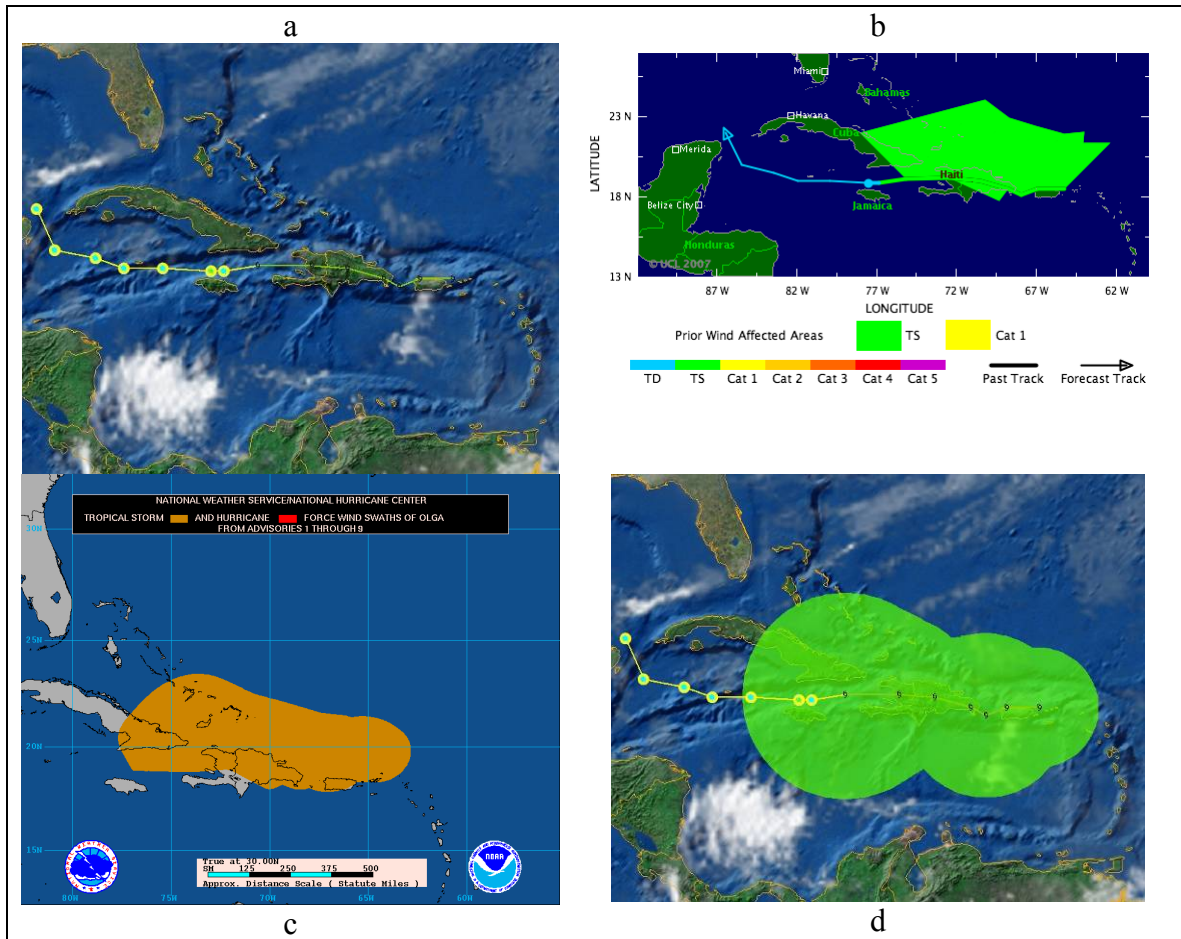 a
b
Miami
Bahamas
23 N
Havana
Cuba
Merida
LATITUDE
Haiti
18 N
Belize City
Jamaica
Honduras
© UCL 2007
13 N
87 W 82 W 77 W 72 W 67 W 62 W
LONGITUDE
Prior Wind Affected Areas TS Cat 1
TD TS Cat 1 Cat 2 Cat 3 Cat 4 Cat 5 Past Track Forecast Track
NATIONAL WEATHER SERVICE/NATIONAL HURRICANE CENTER
TROPICAL STORM AND HURRICANE FORCE WIND SWATHS OF OLGA
FROM ADVISORIES 1 THROUGH 9
30N
25N
20N
15N
True at 30.00N
SM 125 250 375 500
Approx. Distance Scale ( Statute Miles )
NOAA
80W 75W 70W 65W 60W
c
d